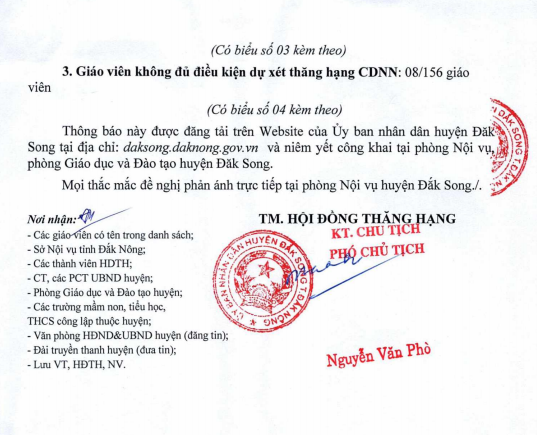 (Có biểu số 03 kèm theo)
3. Giáo viên không đủ điều kiện dự xét thăng hạng CDNN: 08/156 giáo
viên
(Có biểu số 04 kèm theo)
Thông báo này được đăng tải trên Website của Ủy ban nhân dân huyện Đăk
Song tại địa chỉ: daksong.daknong.gov.vn và niêm yết công khai tại phòng Nội vụ,
phòng Giáo dục và Đào tạo huyện Đăk Song.
Mọi thắc mắc đề nghị phản ánh trực tiếp tại phòng Nội vụ huyện Đắk Song./.
Nơi nhận:
- Các giáo viên có tên trong danh sách;
- Sở Nội vụ tỉnh Đắk Nông;
- Các thành viên HDTH;
- CT, các PCT UBND huyện;
- Phòng Giáo dục và Đào tạo huyện;
- Các trường mầm non, tiểu học,
THCS công lập thuộc huyện;
- Văn phòng HĐND&UBND huyện (đăng tin);
- Đài truyền thanh huyện (đưa tin);
- Lưu VT, HĐTH, NV.
TM. HỘI ĐỒNG THĂNG HẠNG
KT. CHỦ TỊCH
PHÓ CHỦ TỊCH
ỦY BAN NHÂN DÂN HUYỆN ĐĂK SONG T.ĐĂK NÔNG
Nguyễn Văn Phò
ĐĂK SONG T.ĐĂK